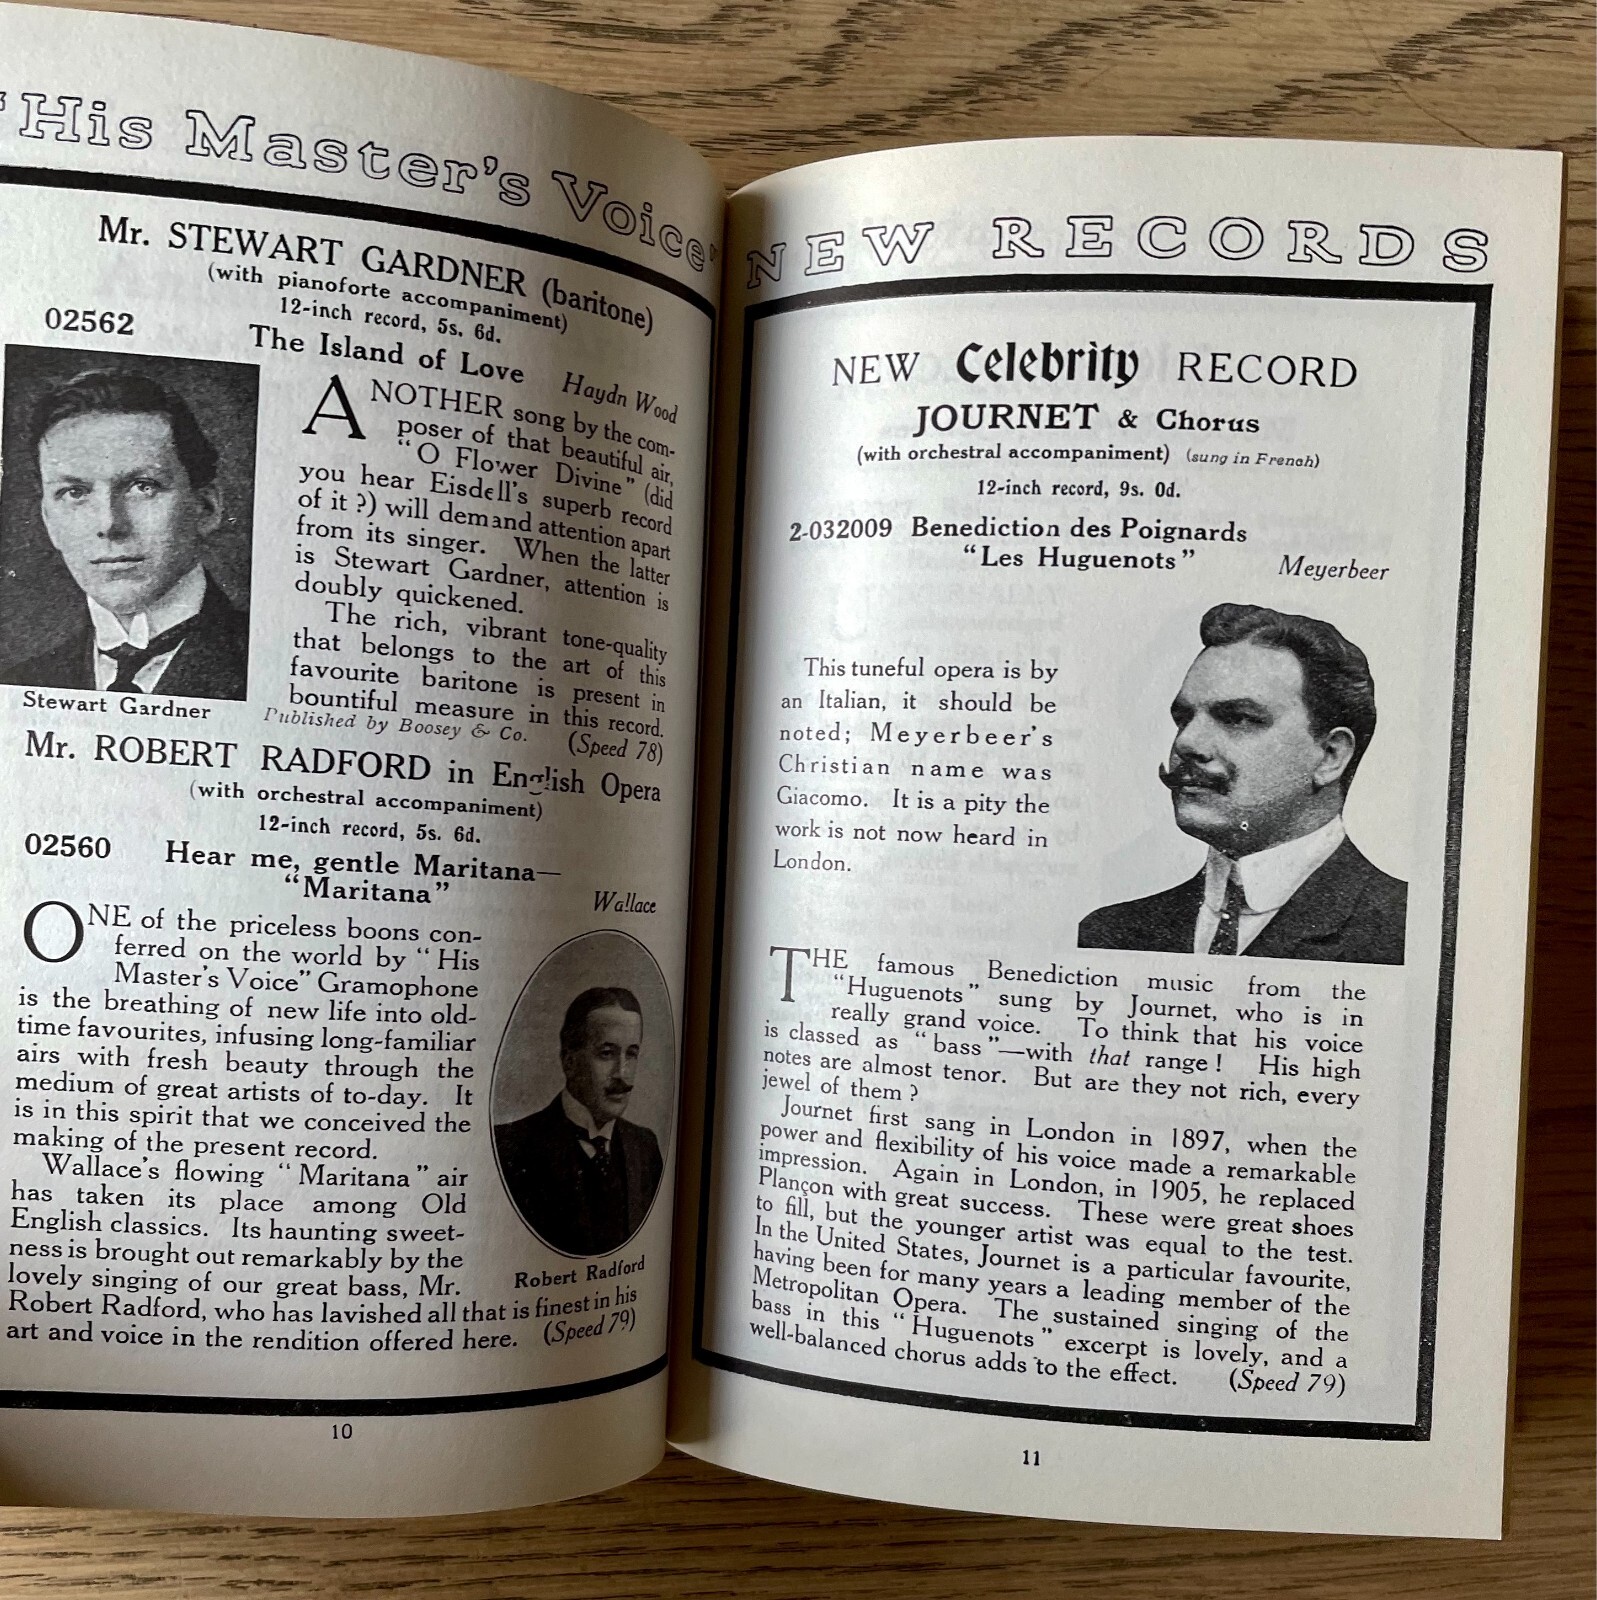 "His Master's Voice"
Mr. STEWART GARDNER (baritone)
(with pianoforte accompaniment)
12-inch record, 5s. 6d.
02562
The Island of Love
Haydn Wood
ANOTHER song by the com-
poser of that beautiful air,
"O Flower Divine" (did
you hear Eisdell's superb record
of it?) will demand attention apart
from its singer. When the latter
is Stewart Gardner, attention is
doubly quickened.
The rich, vibrant tone-quality
that belongs to the art of this
favourite baritone is present in
bountiful measure in this record.
Published by Boosey & Co. (Speed 78)
Stewart Gardner
Mr. ROBERT RADFORD in English Opera
(with orchestral accompaniment)
12-inch record, 5s. 6d.
02560 Hear me, gentle Maritana—
"Maritana"
Wallace
ONE of the priceless boons con-
ferred on the world by "His
Master's Voice" Gramophone
is the breathing of new life into old-
time favourites, infusing long-familiar
airs with fresh beauty through the
medium of great artists of to-day. It
is in this spirit that we conceived the
making of the present record.
Wallace's flowing "Maritana" air
has taken its place among Old
English classics. Its haunting sweet-
ness is brought out remarkably by the
lovely singing of our great bass, Mr.
Robert Radford, who has lavished all that is finest in his
art and voice in the rendition offered here. (Speed 79)
Robert Radford
10
NEW RECORDS
NEW Celebrity RECORD
JOURNET & Chorus
(with orchestral accompaniment) (sung in French)
12-inch record, 9s. 0d.
2-032009 Benediction des Poignards
"Les Huguenots"
Meyerbeer
This tuneful opera is by
an Italian, it should be
noted; Meyerbeer's
Christian name was
Giacomo. It is a pity the
work is not now heard in
London.
THE famous Benediction music from the
"Huguenots" sung by Journet, who is in
really grand voice. To think that his voice
is classed as "bass"—with that range! His high
notes are almost tenor. But are they not rich, every
jewel of them?
Journet first sang in London in 1897, when the
power and flexibility of his voice made a remarkable
impression. Again in London, in 1905, he replaced
Plançon with great success. These were great shoes
to fill, but the younger artist was equal to the test.
In the United States, Journet is a particular favourite,
having been for many years a leading member of the
Metropolitan Opera. The sustained singing of the
bass in this "Huguenots" excerpt is lovely, and a
well-balanced chorus adds to the effect. (Speed 79)
11